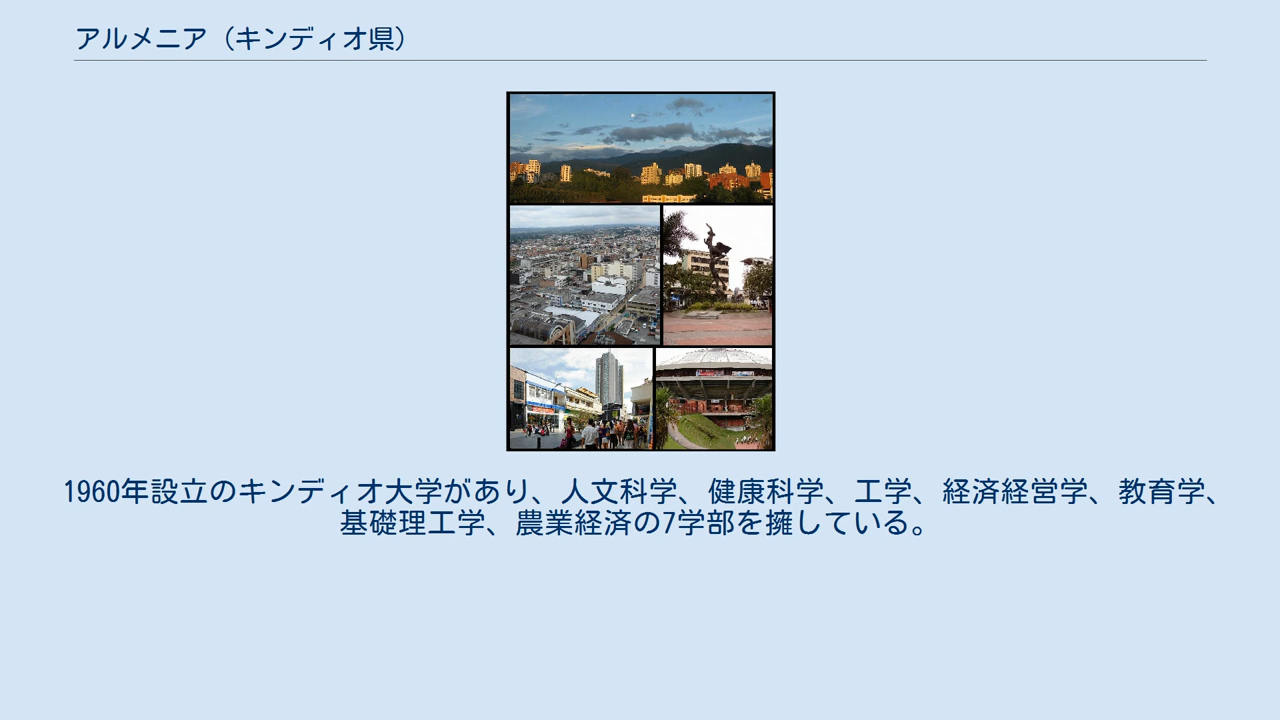 アルメニア（キンディオ県）
1960年設立のキンディオ大学があり、人文科学、健康科学、工学、経済経営学、教育学、
基礎理工学、農業経済の7学部を擁している。